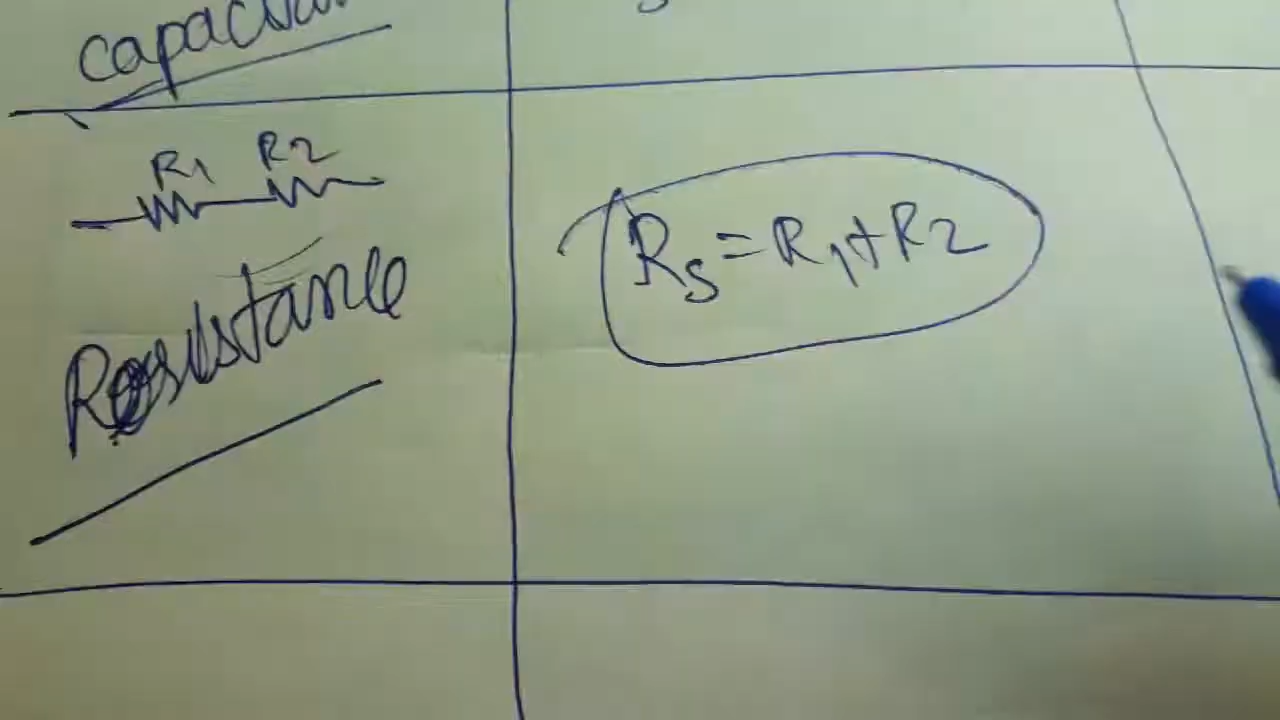 R1 R2
Resistance
Rs = R1 + R2